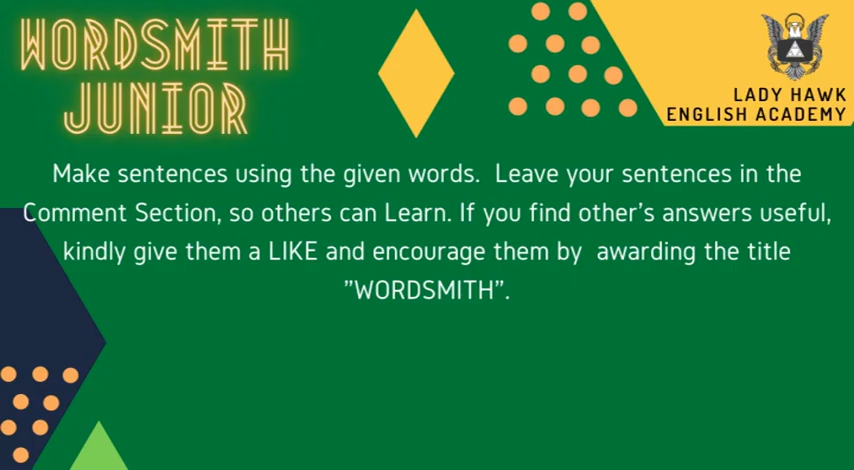 WORDSMITH
JUNIOR
LADY HAWK
ENGLISH ACADEMY
Make sentences using the given words. Leave your sentences in the
Comment Section, so others can Learn. If you find other's answers useful,
kindly give them a LIKE and encourage them by awarding the title
"WORDSMITH".